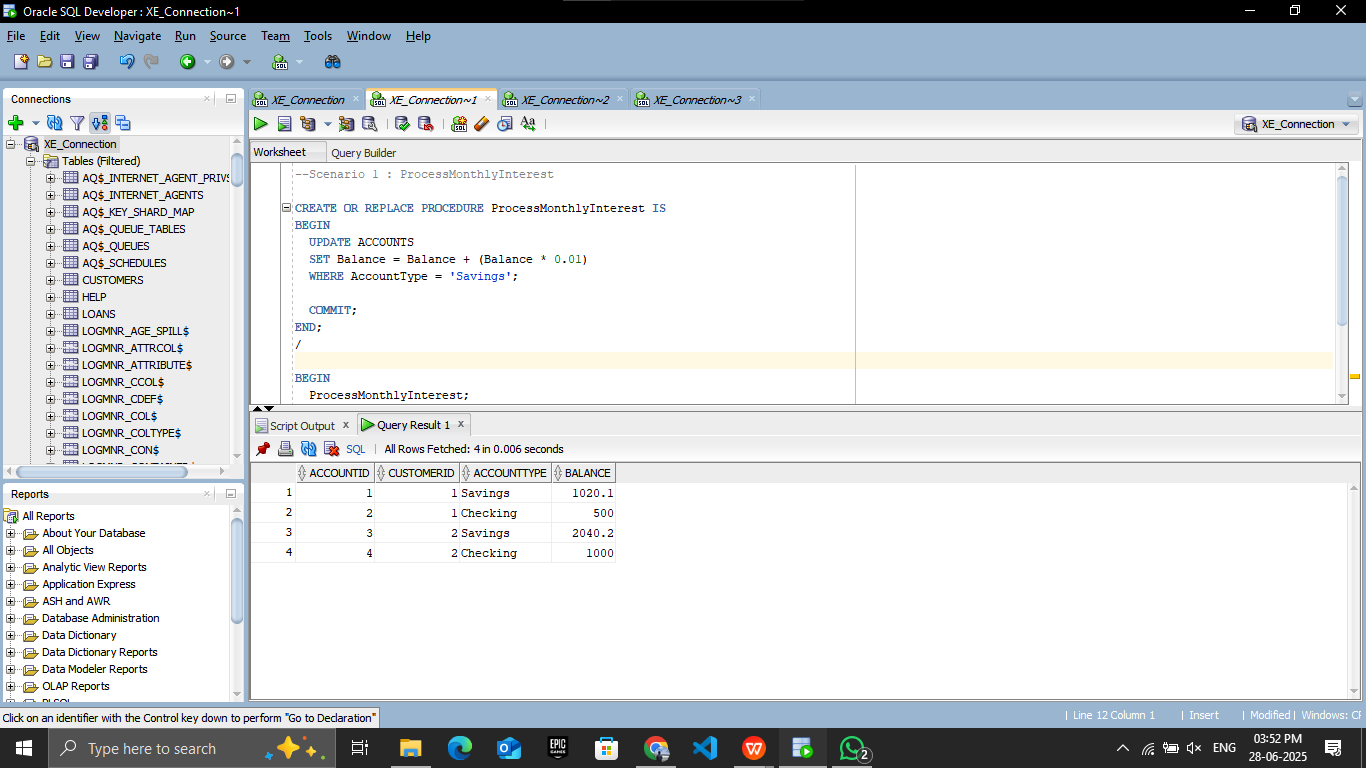 Oracle SQL Developer : XE_Connection~1
File Edit View Navigate Run Source Team Tools Window Help
Connections
XE_Connection
Tables (Filtered)
AQ$_INTERNET_AGENT_PRIVS
AQ$_INTERNET_AGENTS
AQ$_KEY_SHARD_MAP
AQ$_QUEUE_TABLES
AQ$_QUEUES
AQ$_SCHEDULES
CUSTOMERS
HELP
LOANS
LOGMNR_AGE_SPILL$
LOGMNR_ATTRCOL$
LOGMNR_ATTRIBUTE$
LOGMNR_CCOL$
LOGMNR_CDEF$
LOGMNR_COL$
LOGMNR_COLTYPE$
LOGMNR_CON$
Reports
All Reports
About Your Database
All Objects
Analytic View Reports
Application Express
ASH and AWR
Database Administration
Data Dictionary
Data Dictionary Reports
Data Modeler Reports
OLAP Reports
XE_Connection XE_Connection~1 XE_Connection~2 XE_Connection~3
XE_Connection
Worksheet Query Builder
--Scenario 1 : ProcessMonthlyInterest
CREATE OR REPLACE PROCEDURE ProcessMonthlyInterest IS
BEGIN
UPDATE ACCOUNTS
SET Balance = Balance + (Balance * 0.01)
WHERE AccountType = 'Savings';
COMMIT;
END;
/
BEGIN
ProcessMonthlyInterest;
Script Output Query Result 1
SQL All Rows Fetched: 4 in 0.006 seconds
ACCOUNTID CUSTOMERID ACCOUNTTYPE BALANCE
1 1 1 Savings 1020.1
2 2 1 Checking 500
3 3 2 Savings 2040.2
4 4 2 Checking 1000
Click on an identifier with the Control key down to perform "Go to Declaration"
Line 12 Column 1 Insert Modified Windows: CF
Type here to search
EPIC GAMES
2
ENG
03:52 PM
28-06-2025